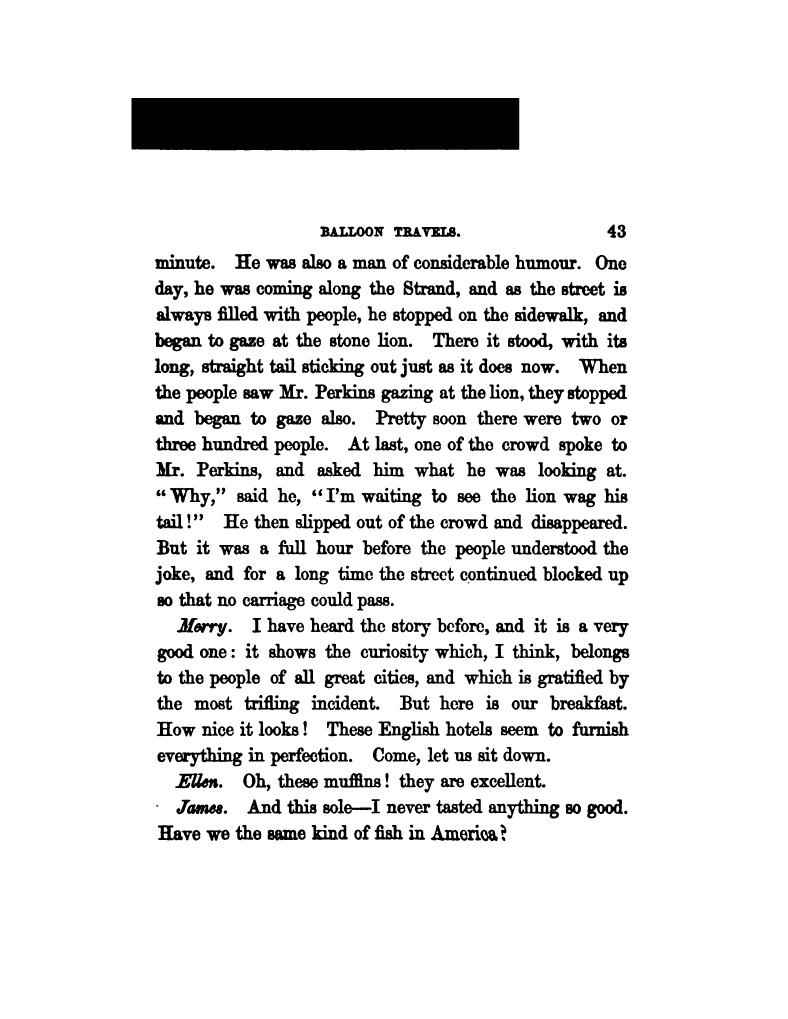 BALLOON TRAVELS. 43
minute. He was also a man of considerable humour. One
day, he was coming along the Strand, and as the street is
always filled with people, he stopped on the sidewalk, and
began to gaze at the stone lion. There it stood, with its
long, straight tail sticking out just as it does now. When
the people saw Mr. Perkins gazing at the lion, they stopped
and began to gaze also. Pretty soon there were two or
three hundred people. At last, one of the crowd spoke to
Mr. Perkins, and asked him what he was looking at.
"Why," said he, "I'm waiting to see the lion wag his
tail!" He then slipped out of the crowd and disappeared.
But it was a full hour before the people understood the
joke, and for a long time the street continued blocked up
so that no carriage could pass.
Merry. I have heard the story before, and it is a very
good one: it shows the curiosity which, I think, belongs
to the people of all great cities, and which is gratified by
the most trifling incident. But here is our breakfast.
How nice it looks! These English hotels seem to furnish
everything in perfection. Come, let us sit down.
Ellen. Oh, these muffins! they are excellent.
James. And this sole—I never tasted anything so good.
Have we the same kind of fish in America?